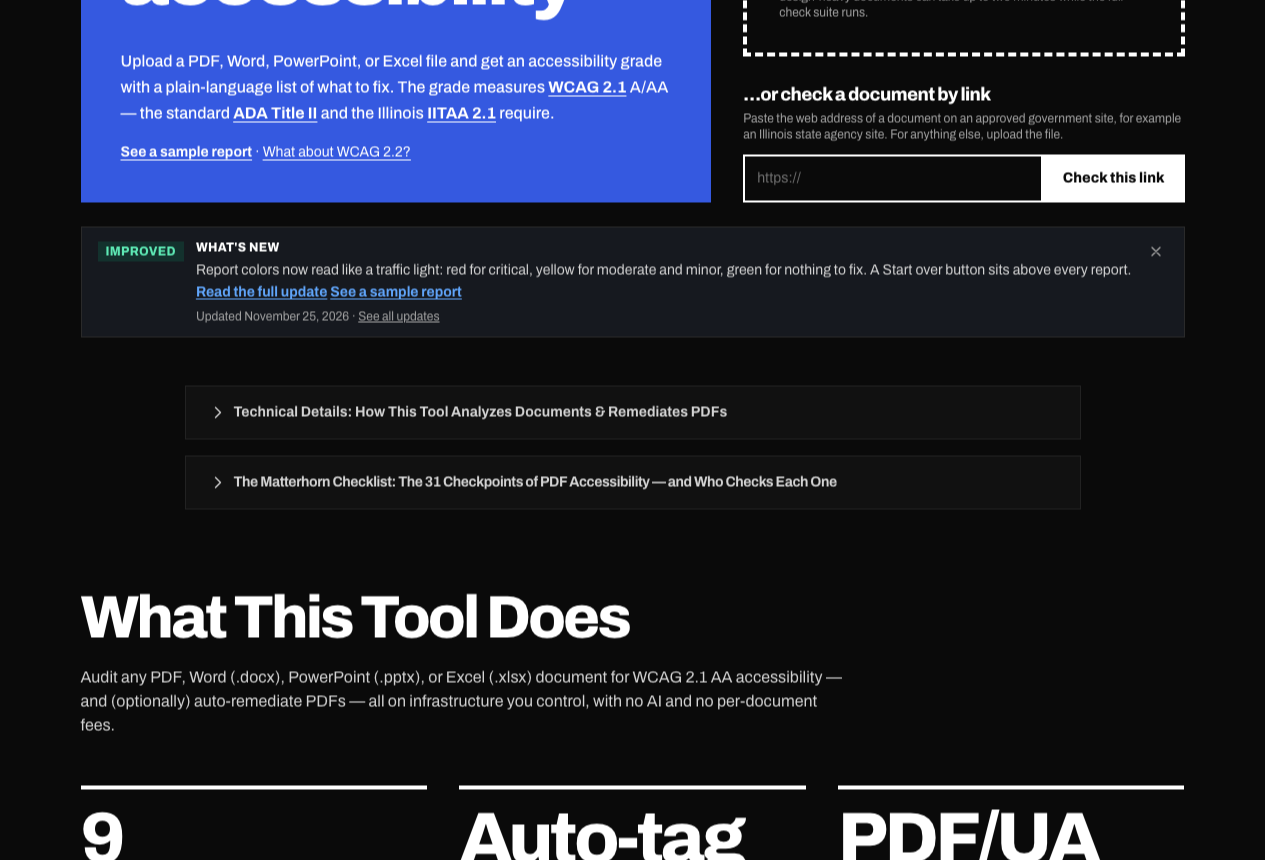 accessibility
Upload a PDF, Word, PowerPoint, or Excel file and get an accessibility grade
with a plain-language list of what to fix. The grade measures WCAG 2.1 A/AA
— the standard ADA Title II and the Illinois IITAA 2.1 require.
See a sample report · What about WCAG 2.2?
check suite runs.
...or check a document by link
Paste the web address of a document on an approved government site, for example
an Illinois state agency site. For anything else, upload the file.
https://
Check this link
IMPROVED
WHAT'S NEW
Report colors now read like a traffic light: red for critical, yellow for moderate and minor, green for nothing to fix. A Start over button sits above every report.
Read the full update See a sample report
Updated November 25, 2026 · See all updates
Technical Details: How This Tool Analyzes Documents & Remediates PDFs
The Matterhorn Checklist: The 31 Checkpoints of PDF Accessibility — and Who Checks Each One
What This Tool Does
Audit any PDF, Word (.docx), PowerPoint (.pptx), or Excel (.xlsx) document for WCAG 2.1 AA accessibility —
and (optionally) auto-remediate PDFs — all on infrastructure you control, with no AI and no per-document
fees.
9
Auto-tag
PDF/UA